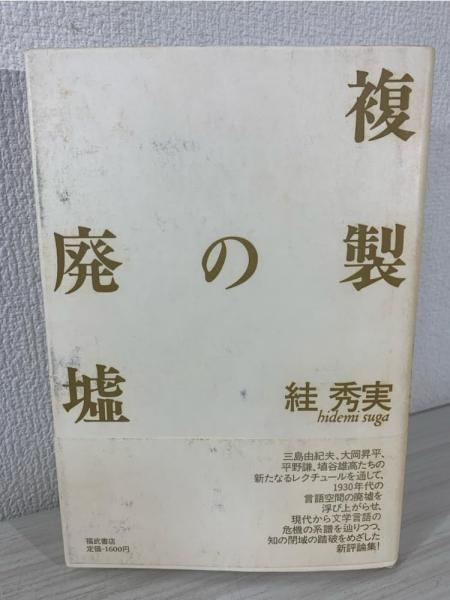 複製
の
廃墟
絓 秀実
hidemi suga
三島由紀夫、大岡昇平、
平野謙、埴谷雄高たちの
新たなるレクチュールを通して、
1930年代の
言語空間の廃墟を
浮び上がらせ、
現代から文学言語の
危機の系譜を辿りつつ、
知の閉域の踏破をめざした
新評論集!
福武書店
定価-1600円